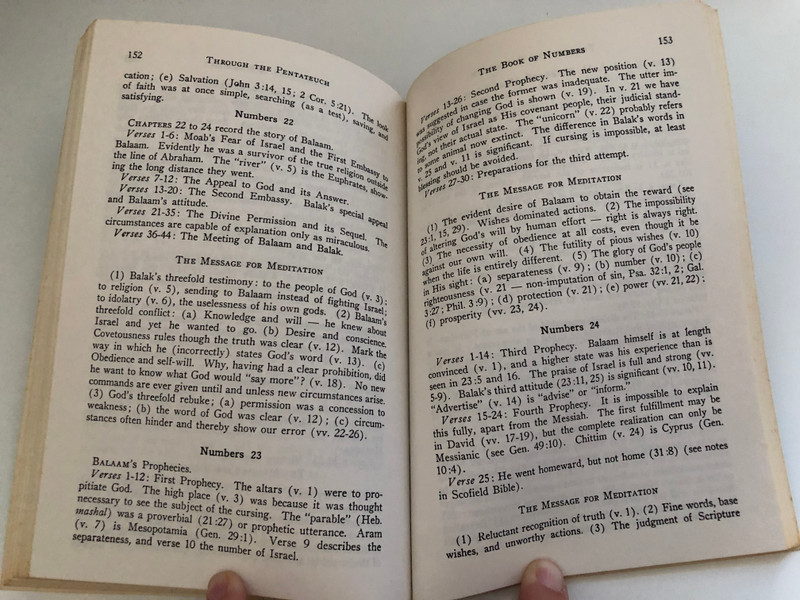 152
THROUGH THE PENTATEUCH
cation; (e) Salvation (John 3:14, 15; 2 Cor. 5:21). The look
of faith was at once simple, searching (as a test), saving, and
satisfying.
Numbers 22
CHAPTERS 22 to 24 record the story of Balaam.
Verses 1-6: Moab's Fear of Israel and the First Embassy to
Balaam. Evidently he was a survivor of the true religion outside
the line of Abraham. The "river" (v. 5) is the Euphrates, show-
ing the long distance they went.
Verses 7-12: The Appeal to God and its Answer.
Verses 13-20: The Second Embassy. Balak's special appeal
and Balaam's attitude.
Verses 21-35: The Divine Permission and its Sequel. The
circumstances are capable of explanation only as miraculous.
Verses 36-44: The Meeting of Balaam and Balak.
THE MESSAGE FOR MEDITATION
(1) Balak's threefold testimony: to the people of God (v. 3);
to religion (v. 5), sending to Balaam instead of fighting Israel;
to idolatry (v. 6), the uselessness of his own gods. (2) Balaam's
threefold conflict: (a) Knowledge and will — he knew about
Israel and yet he wanted to go. (b) Desire and conscience.
Covetousness rules though the truth was clear (v. 12). Mark the
way in which he (incorrectly) states God's word (v. 13). (c)
Obedience and self-will. Why, having had a clear prohibition, did
he want to know what God would "say more"? (v. 18). No new
commands are ever given until and unless new circumstances arise.
(3) God's threefold rebuke; (a) permission was a concession to
weakness; (b) the word of God was clear (v. 12); (c) circum-
stances often hinder and thereby show our error (vv. 22-26).
Numbers 23
BALAAM'S Prophecies.
Verses 1-12: First Prophecy. The altars (v. 1) were to pro-
pitiate God. The high place (v. 3) was because it was thought
necessary to see the subject of the cursing. The "parable" (Heb.
mashal) was a proverbial (21:27) or prophetic utterance. Aram
(v. 7) is Mesopotamia (Gen. 29:1). Verse 9 describes the
separateness, and verse 10 the number of Israel.
THE BOOK OF NUMBERS
153
Verses 13-26: Second Prophecy. The new position (v. 13)
was suggested in case the former was inadequate. The utter im-
possibility of changing God is shown (v. 19). In v. 21 we have
God's view of Israel as His covenant people, their judicial stand-
ing, not their actual state. The "unicorn" (v. 22) probably refers
to some animal now extinct. The difference in Balak's words in
v. 25 and v. 11 is significant. If cursing is impossible, at least
blessing should be avoided.
Verses 27-30: Preparations for the third attempt.
THE MESSAGE FOR MEDITATION
(1) The evident desire of Balaam to obtain the reward (see
23:1, 15, 29). Wishes dominated actions. (2) The impossibility
of altering God's will by human effort — right is always right.
(3) The necessity of obedience at all costs, even though it be
against our own will. (4) The futility of pious wishes (v. 10)
when the life is entirely different. (5) The glory of God's people
in His sight: (a) separateness (v. 9); (b) number (v. 10); (c)
righteousness (v. 21 — non-imputation of sin, Psa. 32:1, 2; Gal.
3:27; Phil. 3:9); (d) protection (v. 21); (e) power (vv. 21, 22);
(f) prosperity (vv. 23, 24).
Numbers 24
Verses 1-14: Third Prophecy. Balaam himself is at length
convinced (v. 1), and a higher state was his experience than is
seen in 23:5 and 16. The praise of Israel is full and strong (vv.
5-9). Balak's third attitude (23:11, 25) is significant (vv. 10, 11).
"Advertise" (v. 14) is "advise" or "inform."
Verses 15-24: Fourth Prophecy. It is impossible to explain
this fully, apart from the Messiah. The first fulfillment may be
in David (vv. 17-19), but the complete realization can only be
Messianic (see Gen. 49:10). Chittim (v. 24) is Cyprus (Gen.
10:4).
Verse 25: He went homeward, but not home (31:8) (see notes
in Scofield Bible).
THE MESSAGE FOR MEDITATION
(1) Reluctant recognition of truth (v. 1). (2) Fine words, base
wishes, and unworthy actions. (3) The judgment of Scripture